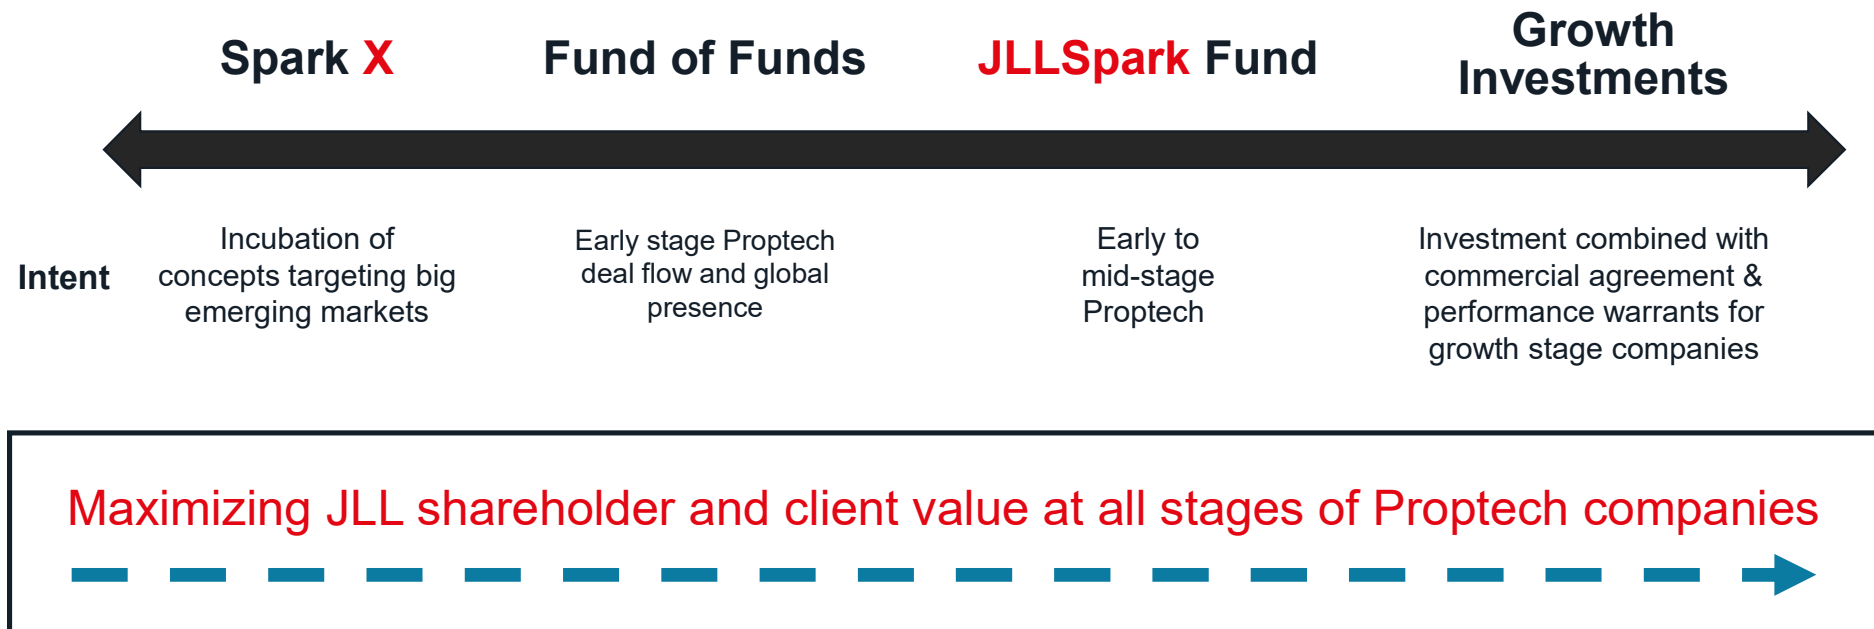 Spark X
Fund of Funds
JLLSpark Fund
Growth
Investments
Intent
Incubation of
concepts targeting big
emerging markets
Early stage Proptech
deal flow and global
presence
Early to
mid-stage
Proptech
Investment combined with
commercial agreement &
performance warrants for
growth stage companies
Maximizing JLL shareholder and client value at all stages of Proptech companies